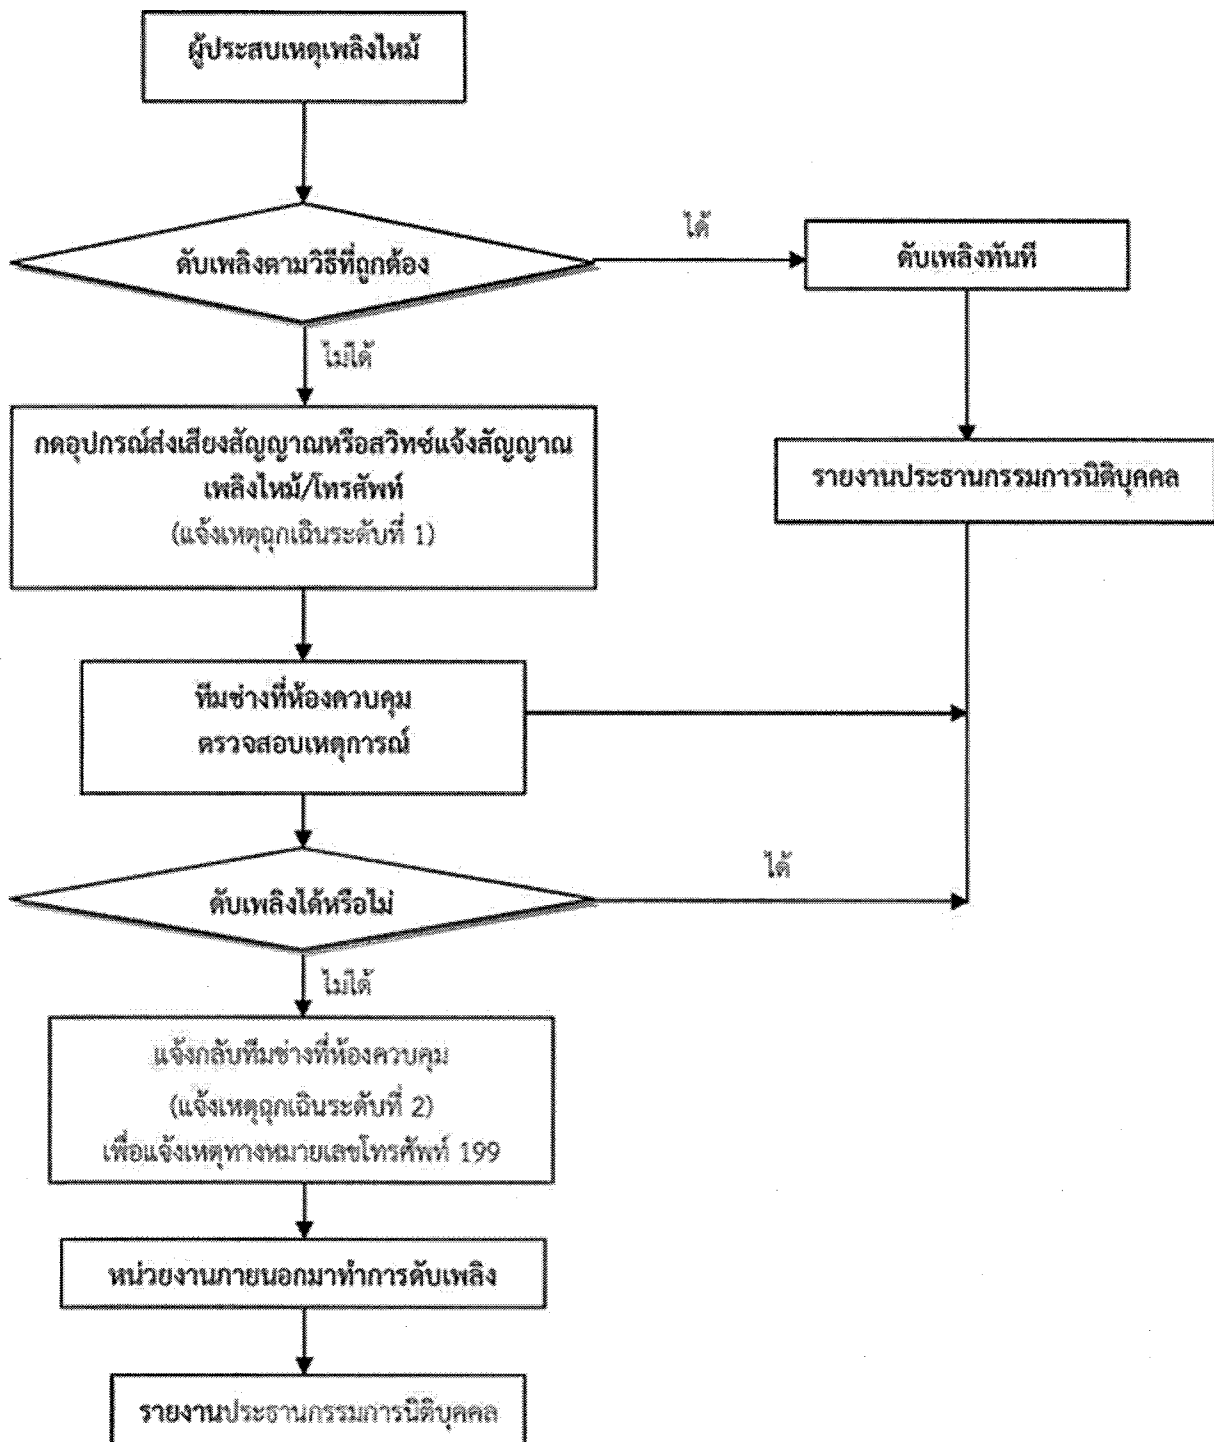 ผู้ประสบเหตุเพลิงไหม้
ดับเพลิงตามวิธีที่ถูกต้อง
ได้
ดับเพลิงทันที
ไม่ได้
กดอุปกรณ์ส่งเสียงสัญญาณหรือสวิทซ์แจ้งสัญญาณ
เพลิงไหม้/โทรศัพท์
(แจ้งเหตุฉุกเฉินระดับที่ 1)
รายงานประธานกรรมการนิติบุคคล
ทีมช่างที่ห้องควบคุม
ตรวจสอบเหตุการณ์
ดับเพลิงได้หรือไม่
ได้
ไม่ได้
แจ้งกลับทีมช่างที่ห้องควบคุม
(แจ้งเหตุฉุกเฉินระดับที่ 2)
เพื่อแจ้งเหตุทางหมายเลขโทรศัพท์ 199
หน่วยงานภายนอกมาทำการดับเพลิง
รายงานประธานกรรมการนิติบุคคล